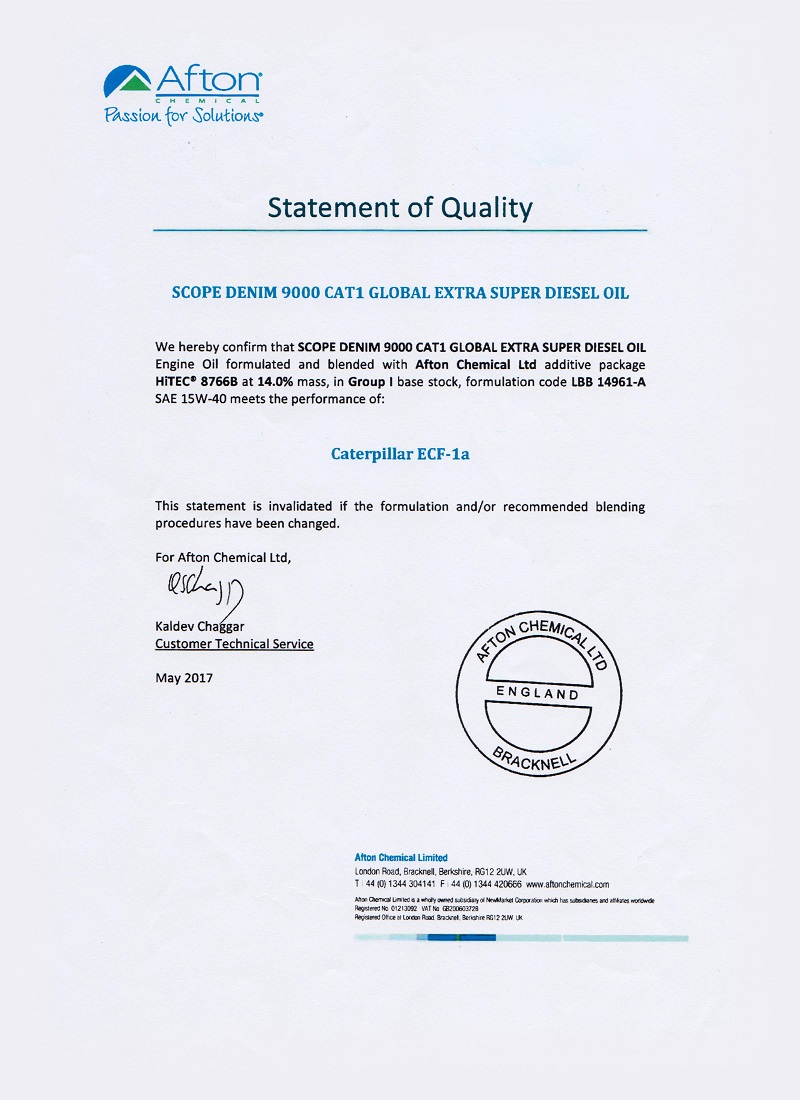 Afton®
CHEMICAL
Passion for Solutions®
Statement of Quality
SCOPE DENIM 9000 CAT1 GLOBAL EXTRA SUPER DIESEL OIL
We hereby confirm that SCOPE DENIM 9000 CAT1 GLOBAL EXTRA SUPER DIESEL OIL
Engine Oil formulated and blended with Afton Chemical Ltd additive package
HiTEC® 8766B at 14.0% mass, in Group I base stock, formulation code LBB 14961-A
SAE 15W-40 meets the performance of:
Caterpillar ECF-1a
This statement is invalidated if the formulation and/or recommended blending
procedures have been changed.
For Afton Chemical Ltd,
Kaldev Chaggar
Customer Technical Service
May 2017
AFTON CHEMICAL LTD
ENGLAND
BRACKNELL
Afton Chemical Limited
London Road, Bracknell, Berkshire, RG12 2UW, UK
T : 44 (0) 1344 304141 F : 44 (0) 1344 420666 www.aftonchemical.com
Afton Chemical Limited is a wholly owned subsidiary of NewMarket Corporation which has subsidiaries and affiliates worldwide
Registered No 01213092 VAT No GB200603728
Registered Office at London Road, Bracknell, Berkshire RG12 2UW UK